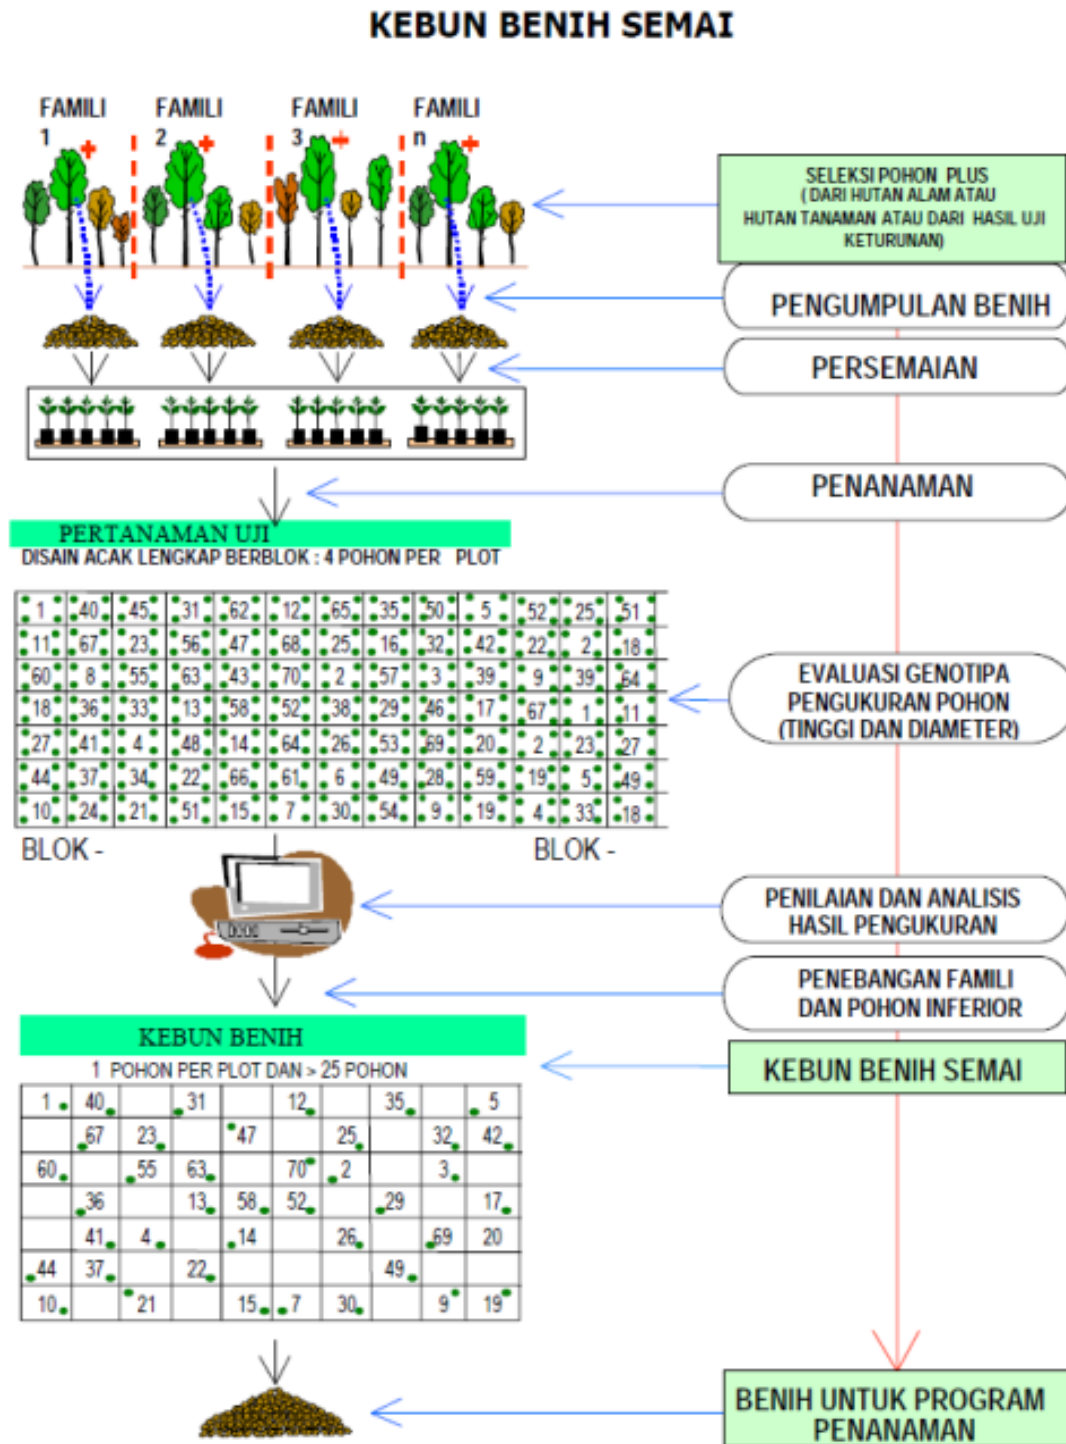 KEBUN BENIH SEMAI
FAMILI 1
FAMILI 2
FAMILI 3
FAMILI n
SELEKSI POHON PLUS
( DARI HUTAN ALAM ATAU
HUTAN TANAMAN ATAU DARI HASIL UJI
KETURUNAN)
PENGUMPULAN BENIH
PERSEMAIAN
PENANAMAN
PERTANAMAN UJI
DISAIN ACAK LENGKAP BERBLOK : 4 POHON PER PLOT
1 40 45 31 62 12 65 35 50 5 52 25 51
11 67 23 56 47 68 25 16 32 42 22 2 18
60 8 55 63 43 70 2 57 3 39 9 39 64
18 36 33 13 58 52 38 29 46 17 67 1 11
27 41 4 48 14 64 26 53 69 20 2 23 27
44 37 34 22 66 61 6 49 28 59 19 5 49
10 24 21 51 15 7 30 54 9 19 4 33 18
BLOK -
BLOK -
EVALUASI GENOTIPA
PENGUKURAN POHON
(TINGGI DAN DIAMETER)
PENILAIAN DAN ANALISIS
HASIL PENGUKURAN
PENEBANGAN FAMILI
DAN POHON INFERIOR
KEBUN BENIH
1 POHON PER PLOT DAN > 25 POHON
KEBUN BENIH SEMAI
1 40 31 12 35 5
67 23 47 25 32 42
60 55 63 70 2 3
36 13 58 52 29 17
41 4 14 26 69 20
44 37 22 49
10 21 15 7 30 9 19
BENIH UNTUK PROGRAM
PENANAMAN